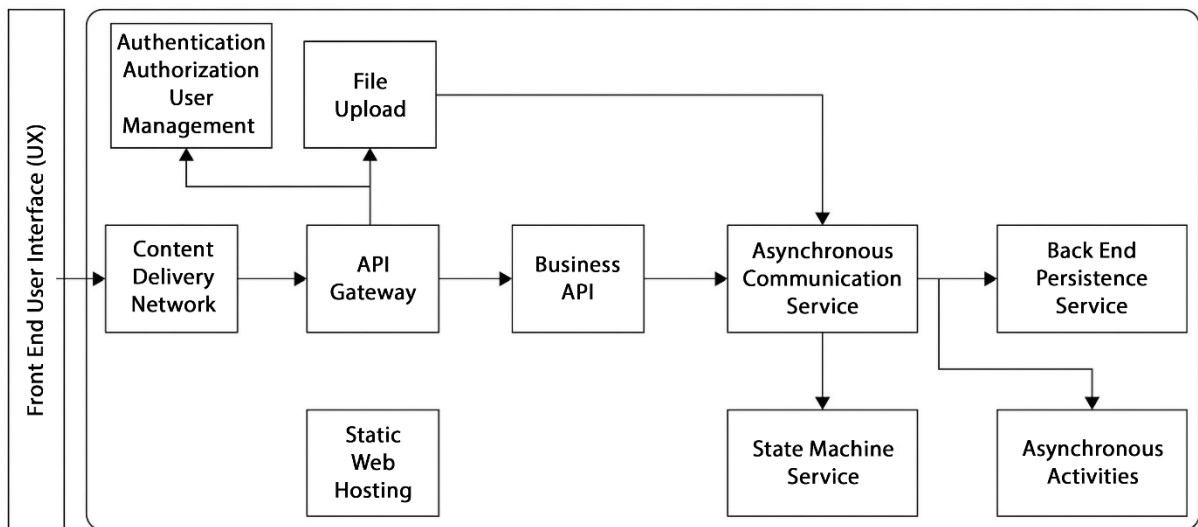 Front End User Interface (UX)
Authentication
Authorization
User
Management
File
Upload
Content
Delivery
Network
API
Gateway
Business
API
Asynchronous
Communication
Service
Back End
Persistence
Service
Static
Web
Hosting
State Machine
Service
Asynchronous
Activities